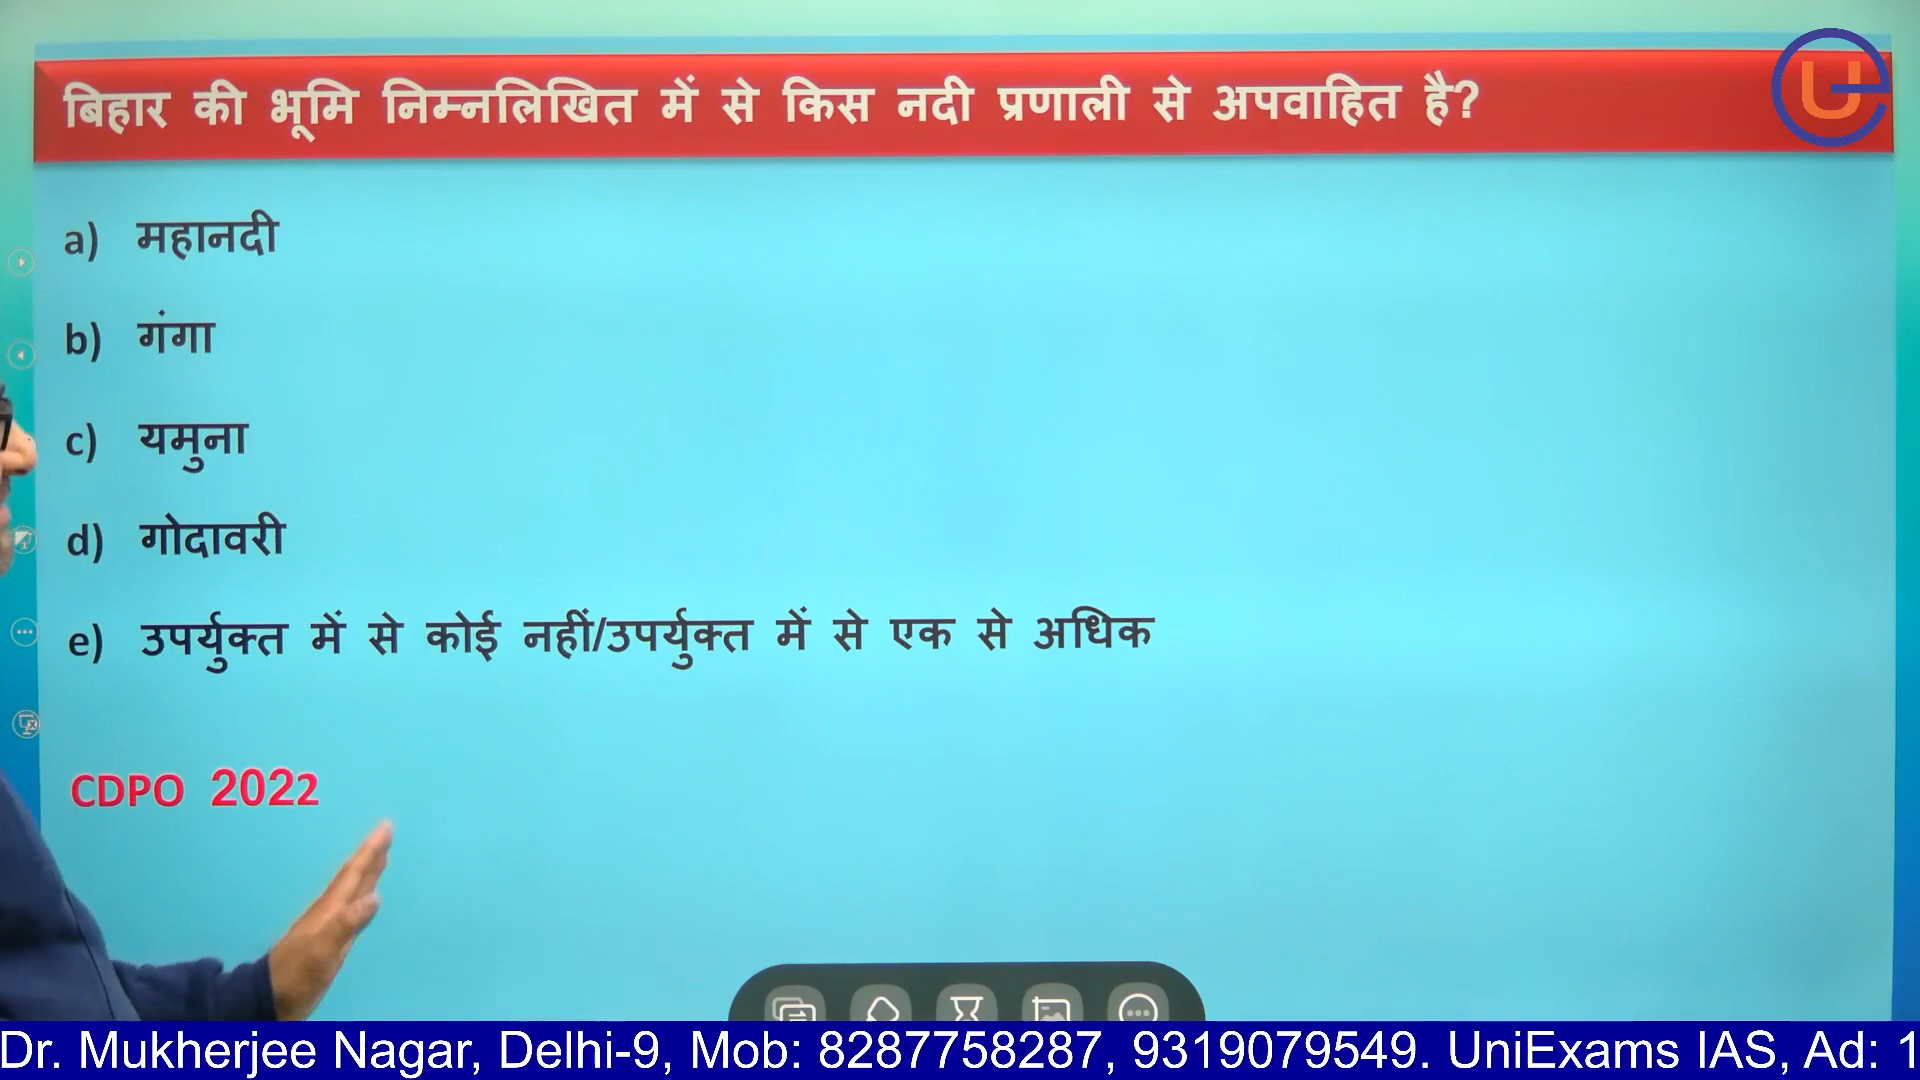 बिहार की भूमि निम्नलिखित में से किस नदी प्रणाली से अपवाहित है?
a) महानदी
b) गंगा
c) यमुना
d) गोदावरी
e) उपर्युक्त में से कोई नहीं/उपर्युक्त में से एक से अधिक
CDPO 2022
Dr. Mukherjee Nagar, Delhi-9, Mob: 8287758287, 9319079549. UniExams IAS, Ad: 1